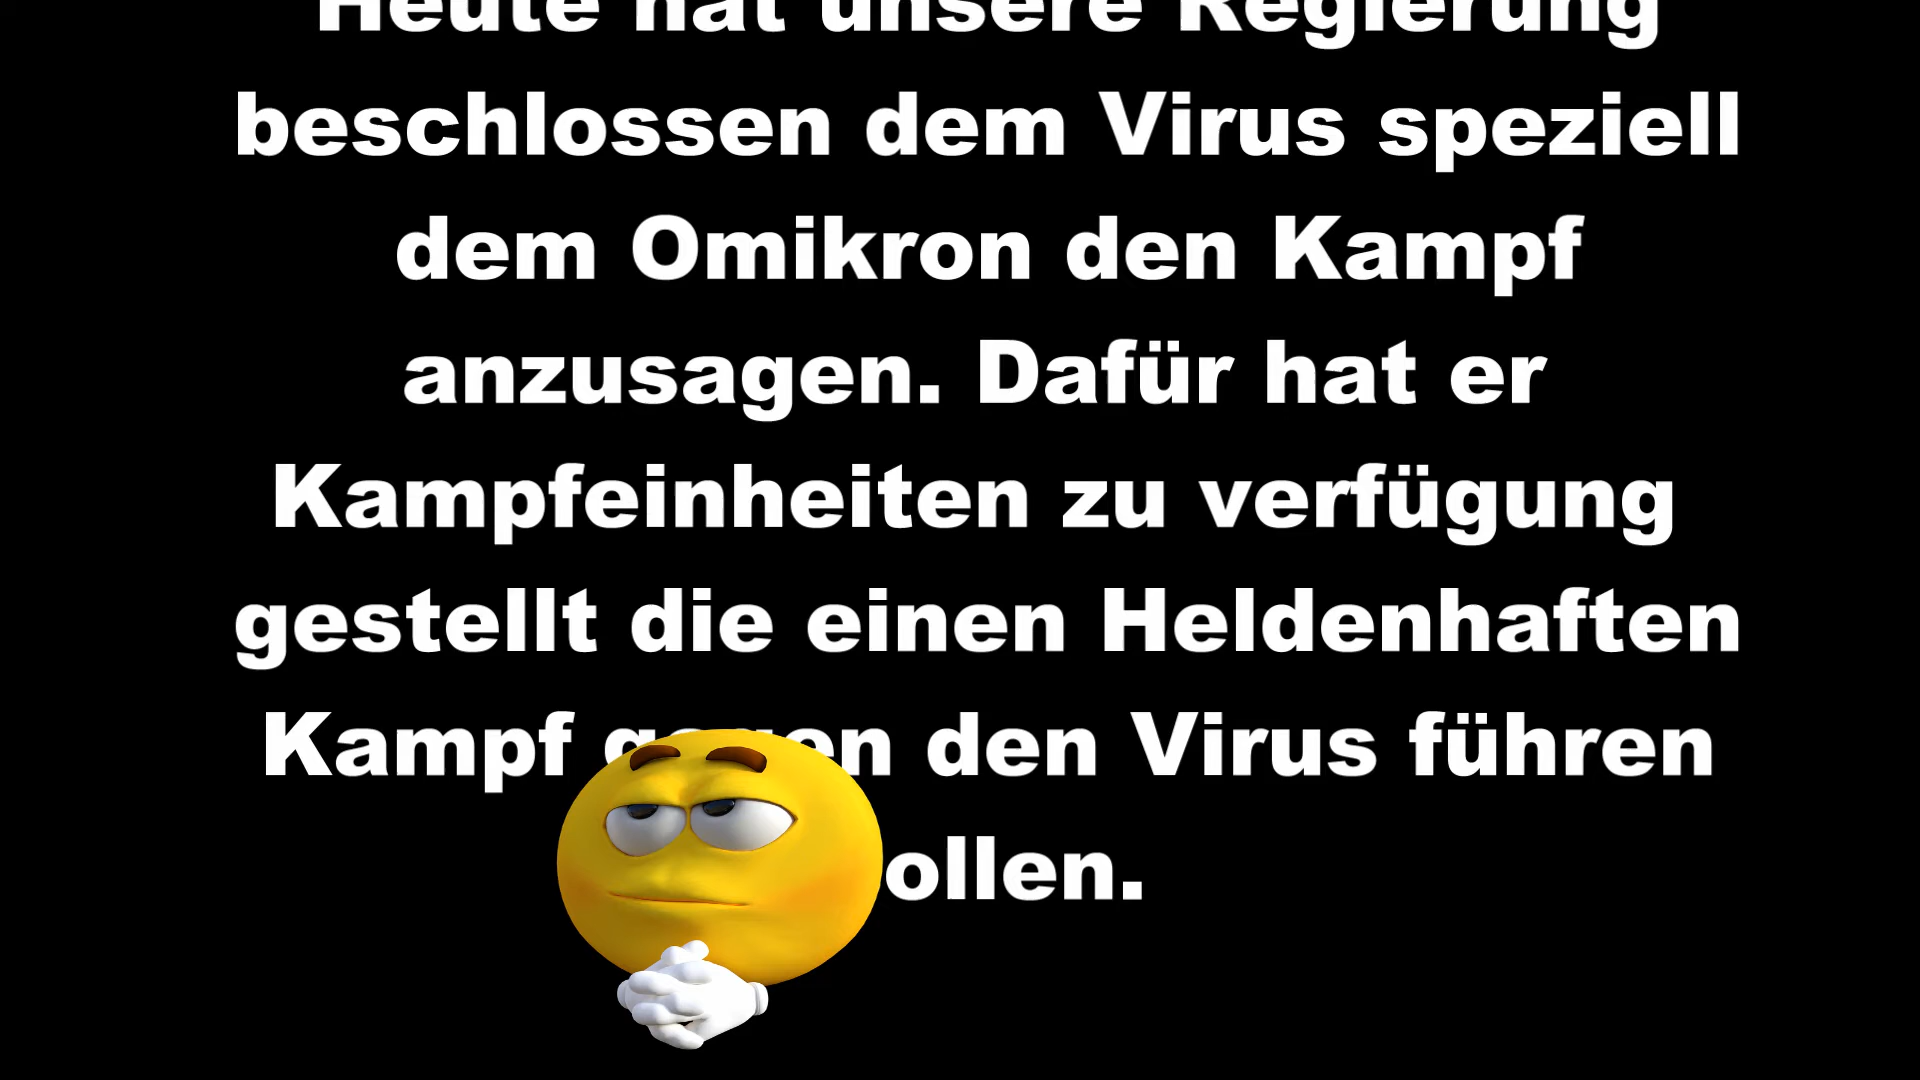 Heute hat unsere Regierung
beschlossen dem Virus speziell
dem Omikron den Kampf
anzusagen. Dafür hat er
Kampfeinheiten zu verfügung
gestellt die einen Heldenhaften
Kampf gegen den Virus führen
ollen.